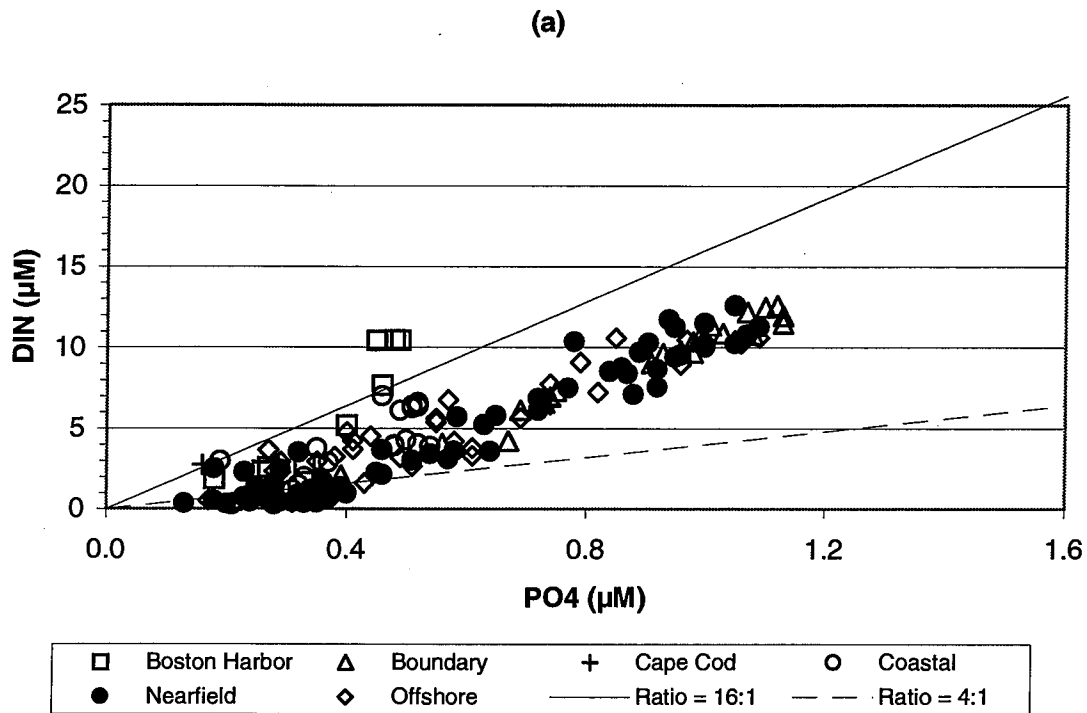 (a)
25
20
15
10
5
0
DIN (µM)
0.0 0.4 0.8 1.2 1.6
PO4 (µM)
Boston Harbor Boundary Cape Cod Coastal
Nearfield Offshore Ratio = 16:1 Ratio = 4:1